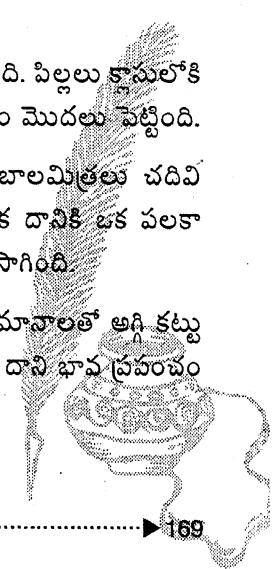 ది. పిల్లలు క్లాసులోకి
ం మొదలు పెట్టింది.
బాలమిత్రలు చదివి
క దానికి ఒక పలకా
సాగింది.
మానాలతో అగ్గి కట్టు
దాని భావ ప్రపంచం
169